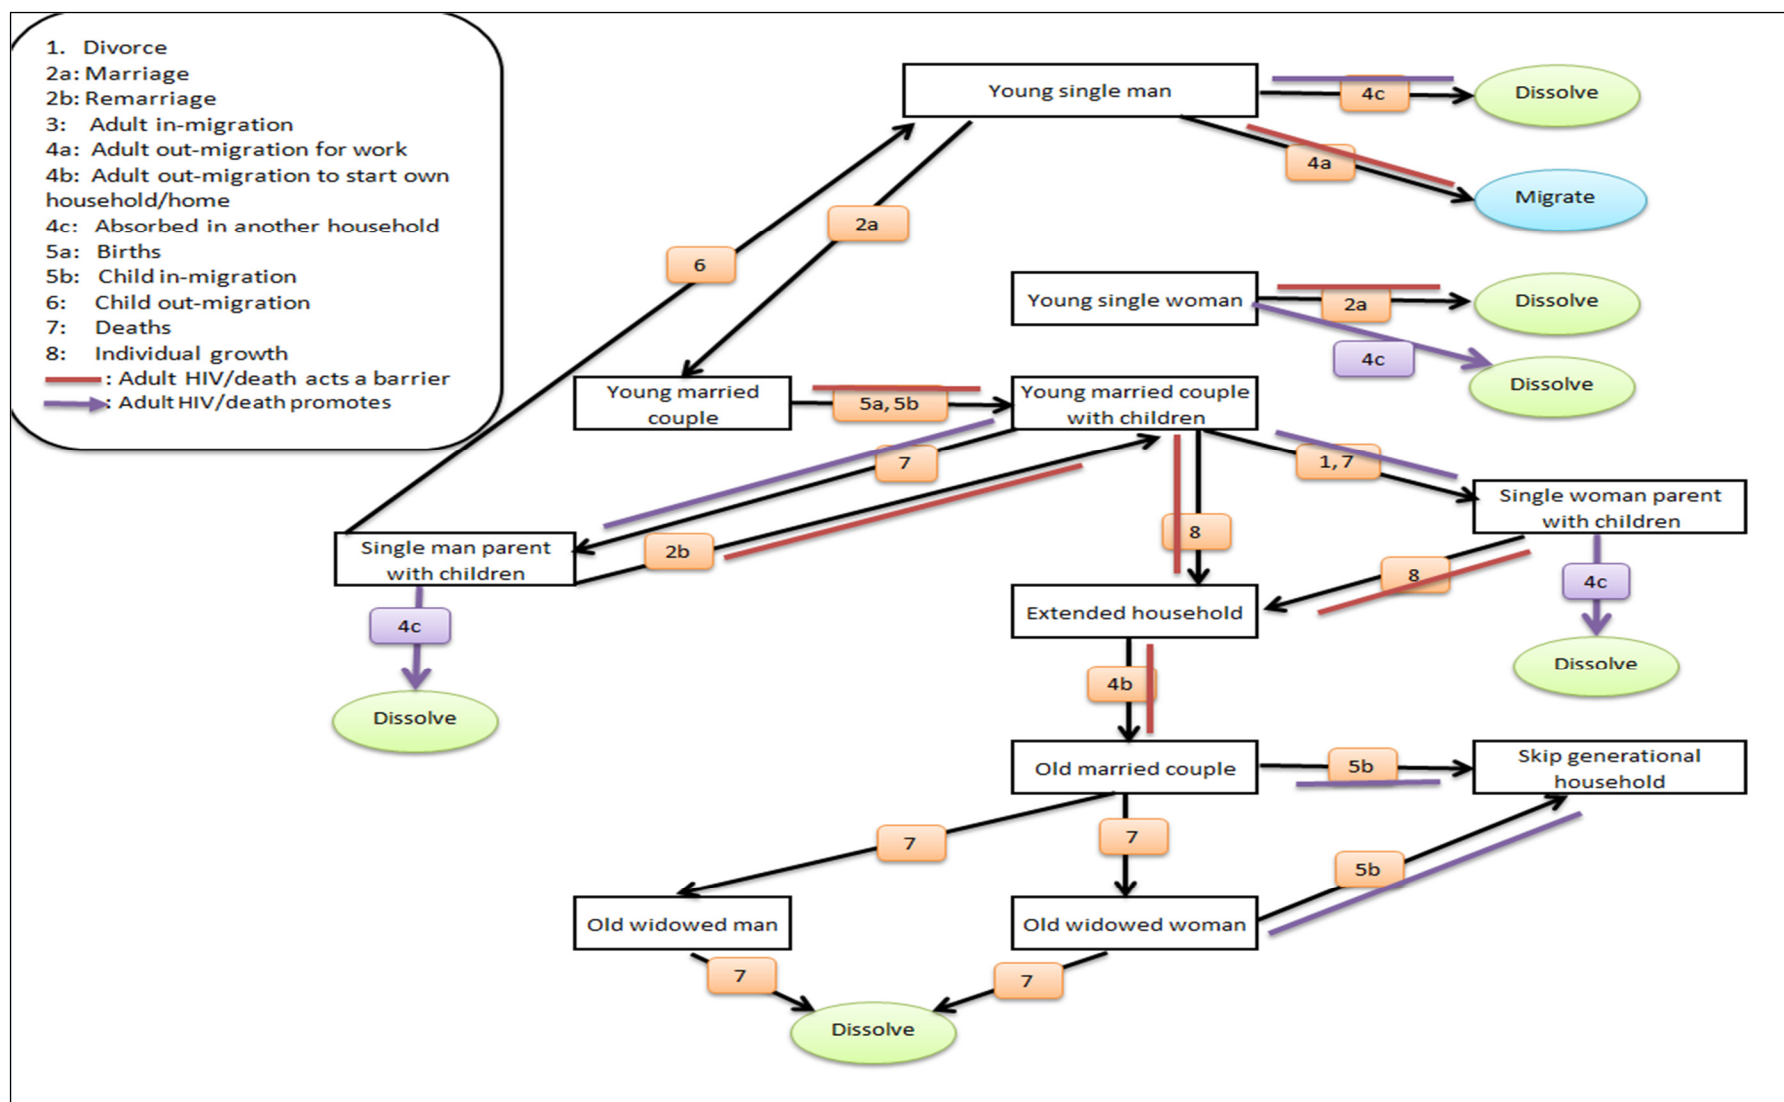 1. Divorce
2a: Marriage
2b: Remarriage
3: Adult in-migration
4a: Adult out-migration for work
4b: Adult out-migration to start own
household/home
4c: Absorbed in another household
5a: Births
5b: Child in-migration
6: Child out-migration
7: Deaths
8: Individual growth
: Adult HIV/death acts a barrier
: Adult HIV/death promotes
Young single man
4c
Dissolve
4a
Migrate
2a
6
Young single woman
2a
Dissolve
4c
Dissolve
Young married
couple
5a, 5b
Young married couple
with children
7
1, 7
Single woman parent
with children
Single man parent
with children
2b
8
8
4c
4c
Extended household
Dissolve
4b
Dissolve
Old married couple
5b
Skip generational
household
7
7
5b
Old widowed man
Old widowed woman
7
7
Dissolve